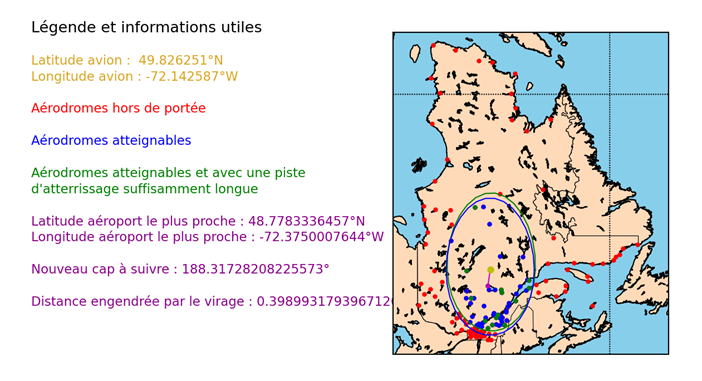 Légende et informations utiles
Latitude avion :  49.826251°N
Longitude avion : -72.142587°W
Aérodromes hors de portée
Aérodromes atteignables
Aérodromes atteignables et avec une piste
d'atterrissage suffisamment longue
Latitude aéroport le plus proche : 48.7783336457°N
Longitude aéroport le plus proche : -72.3750007644°W
Nouveau cap à suivre : 188.31728208225573°
Distance engendrée par le virage : 0.3989931793967126